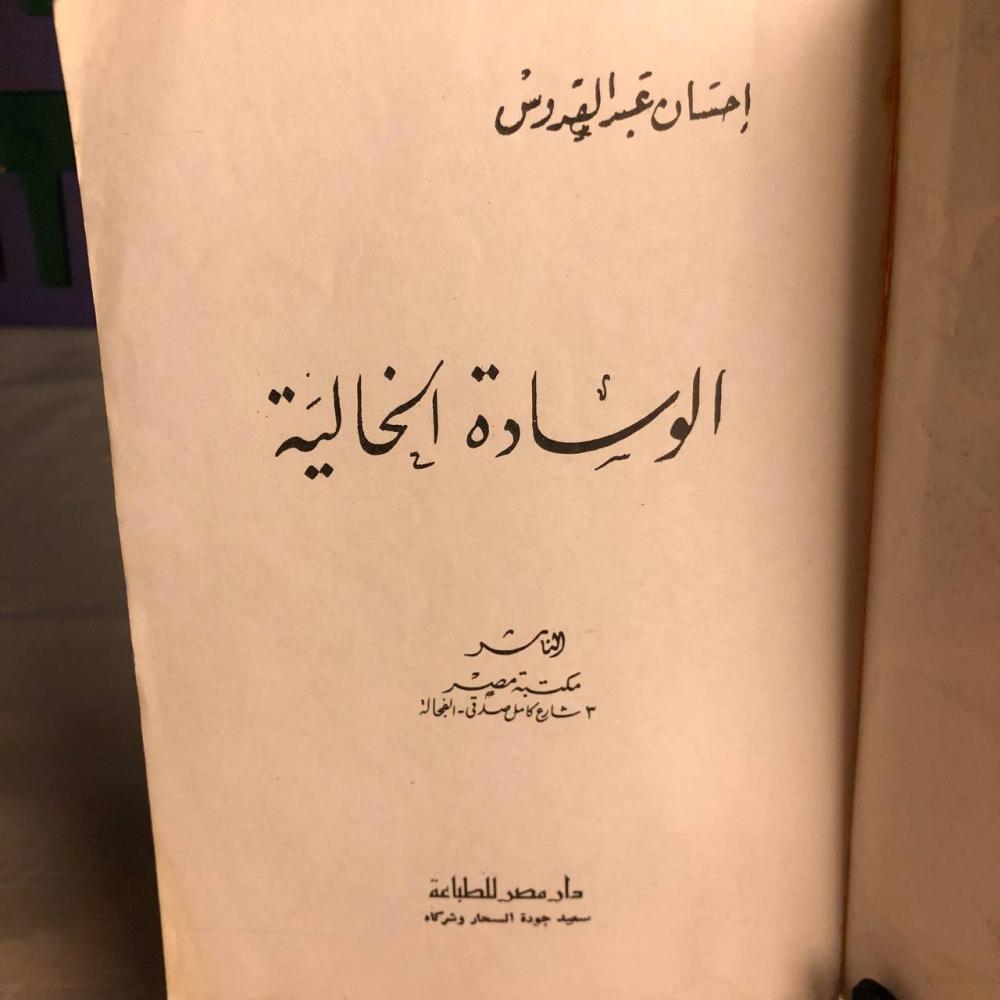 إحسان عبد القدوس
الوسادة الخالية
الناشر
مكتبة مصر
٣ شارع كامل صدقي - الفجالة
دار مصر للطباعة
سعيد جودة السحار وشركاه